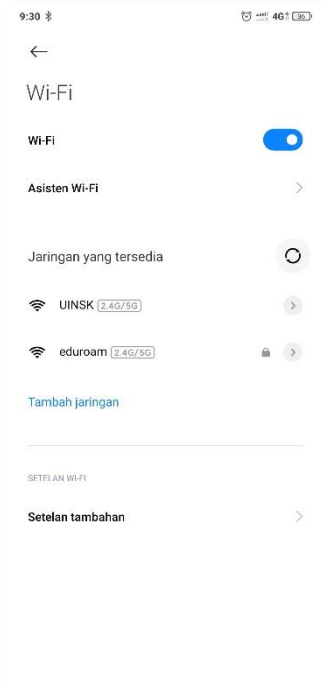 9:30 4G 36
Wi-Fi
Wi-Fi
Asisten Wi-Fi
Jaringan yang tersedia
UINSK 2.4G/5G
eduroam 2.4G/5G
Tambah jaringan
SETELAN WI-FI
Setelan tambahan